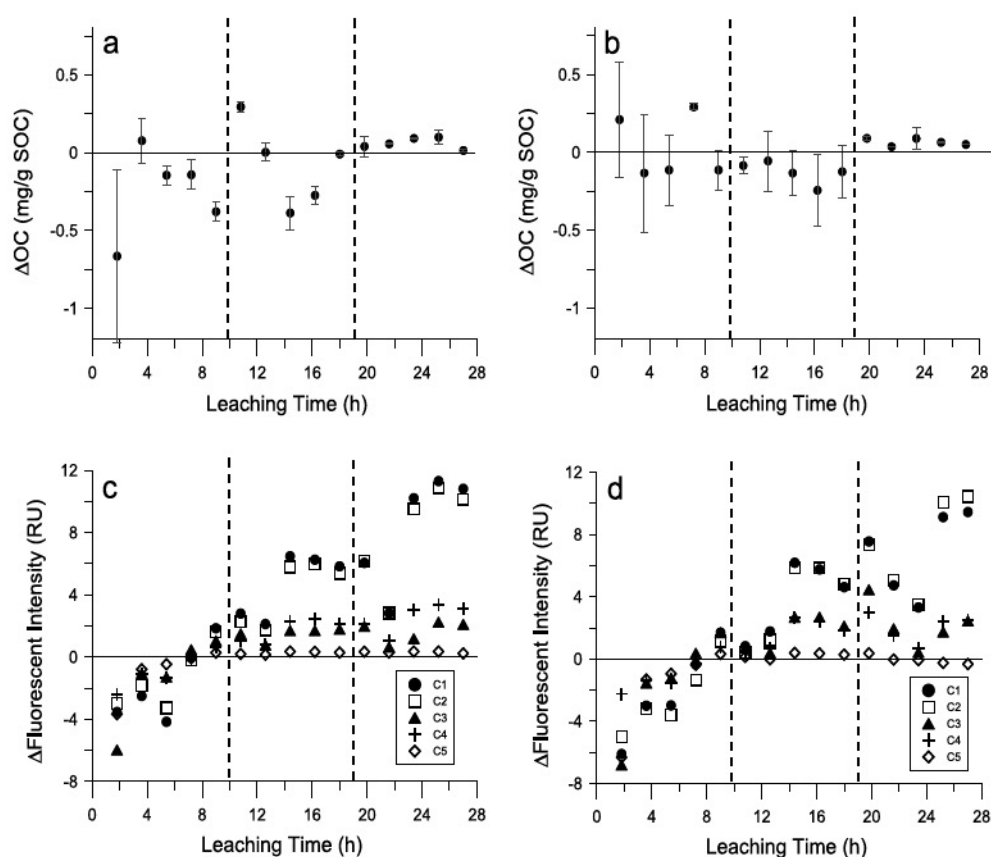 a
ΔOC (mg/g SOC)
0.5
0
-0.5
-1
0 4 8 12 16 20 24 28
Leaching Time (h)
b
ΔOC (mg/g SOC)
0.5
0
-0.5
-1
0 4 8 12 16 20 24 28
Leaching Time (h)
c
ΔFluorescent Intensity (RU)
12
8
4
0
-4
-8
C1
C2
C3
C4
C5
0 4 8 12 16 20 24 28
Leaching Time (h)
d
ΔFluorescent Intensity (RU)
12
8
4
0
-4
-8
C1
C2
C3
C4
C5
0 4 8 12 16 20 24 28
Leaching Time (h)